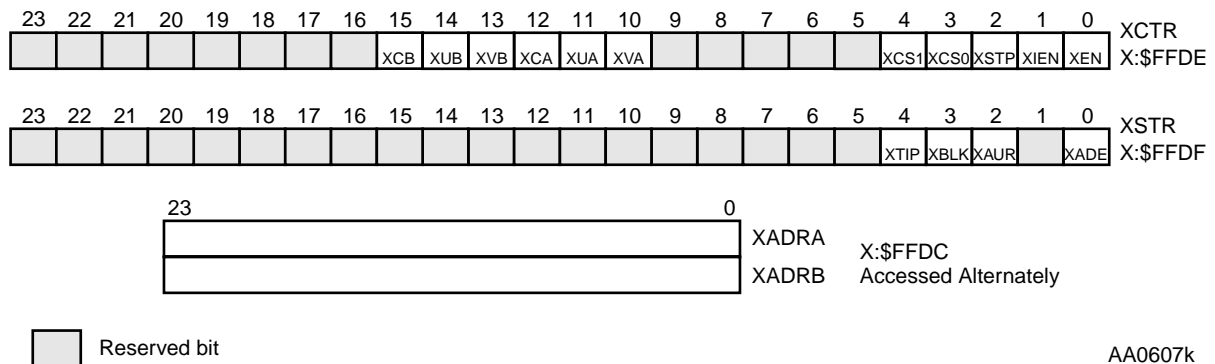 23 22 21 20 19 18 17 16 15 14 13 12 11 10 9 8 7 6 5 4 3 2 1 0
XCTR
XCB XUB XVB XCA XUA XVA XCS1 XCS0 XSTP XIEN XEN X:$FFDE
23 22 21 20 19 18 17 16 15 14 13 12 11 10 9 8 7 6 5 4 3 2 1 0
XSTR
XTIP XBLK XAUR XADE X:$FFDF
23 0
XADRA
X:$FFDC
XADRB Accessed Alternately
Reserved bit
AA0607k